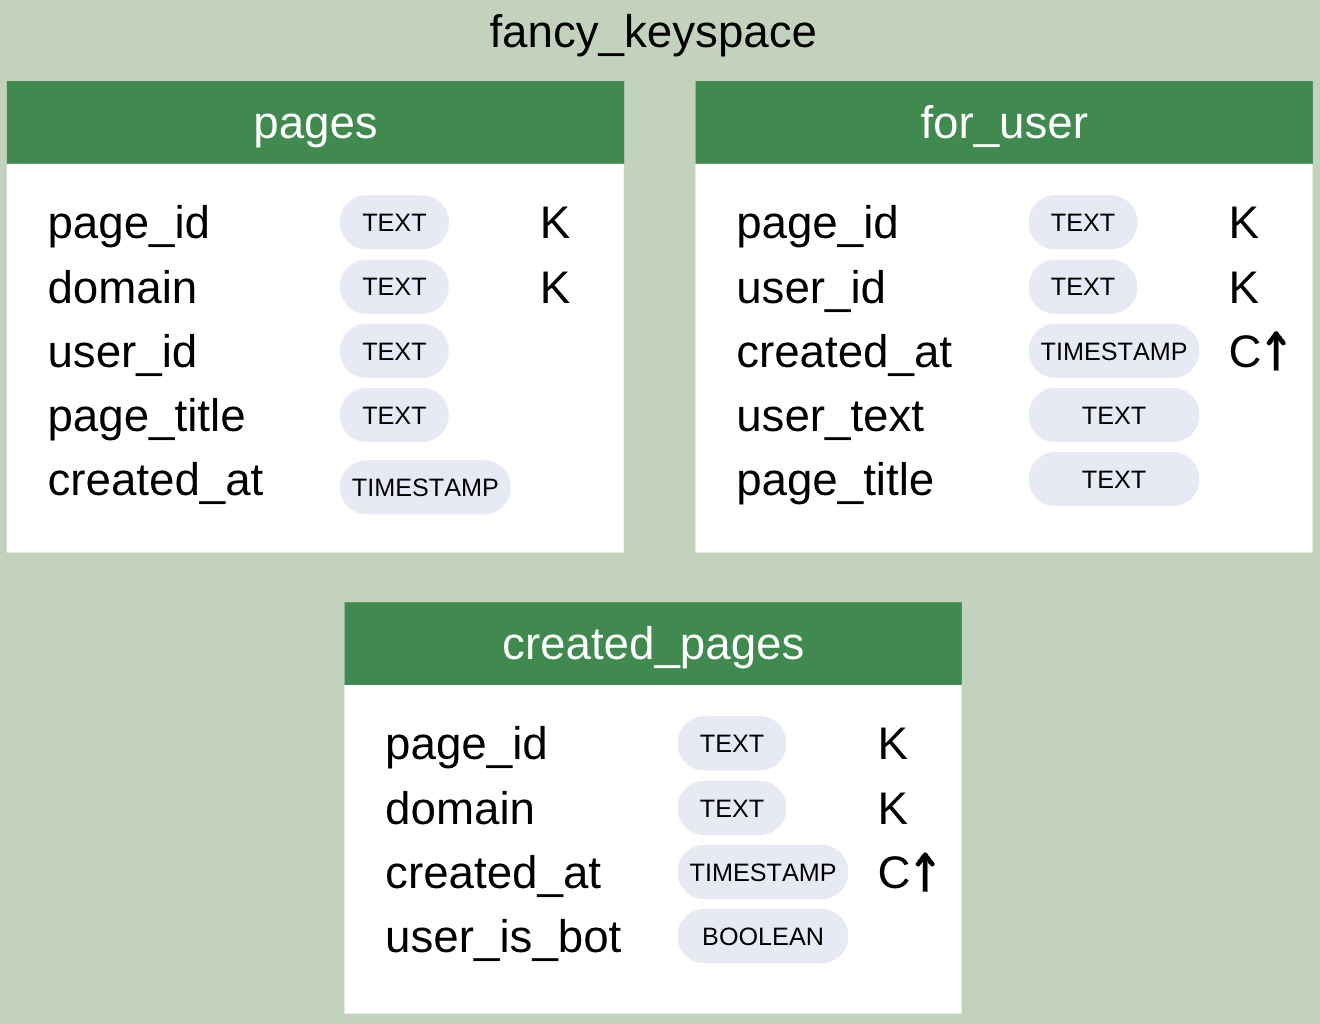 fancy_keyspace
pages
page_id TEXT K
domain TEXT K
user_id TEXT
page_title TEXT
created_at TIMESTAMP
for_user
page_id TEXT K
user_id TEXT K
created_at TIMESTAMP C↑
user_text TEXT
page_title TEXT
created_pages
page_id TEXT K
domain TEXT K
created_at TIMESTAMP C↑
user_is_bot BOOLEAN